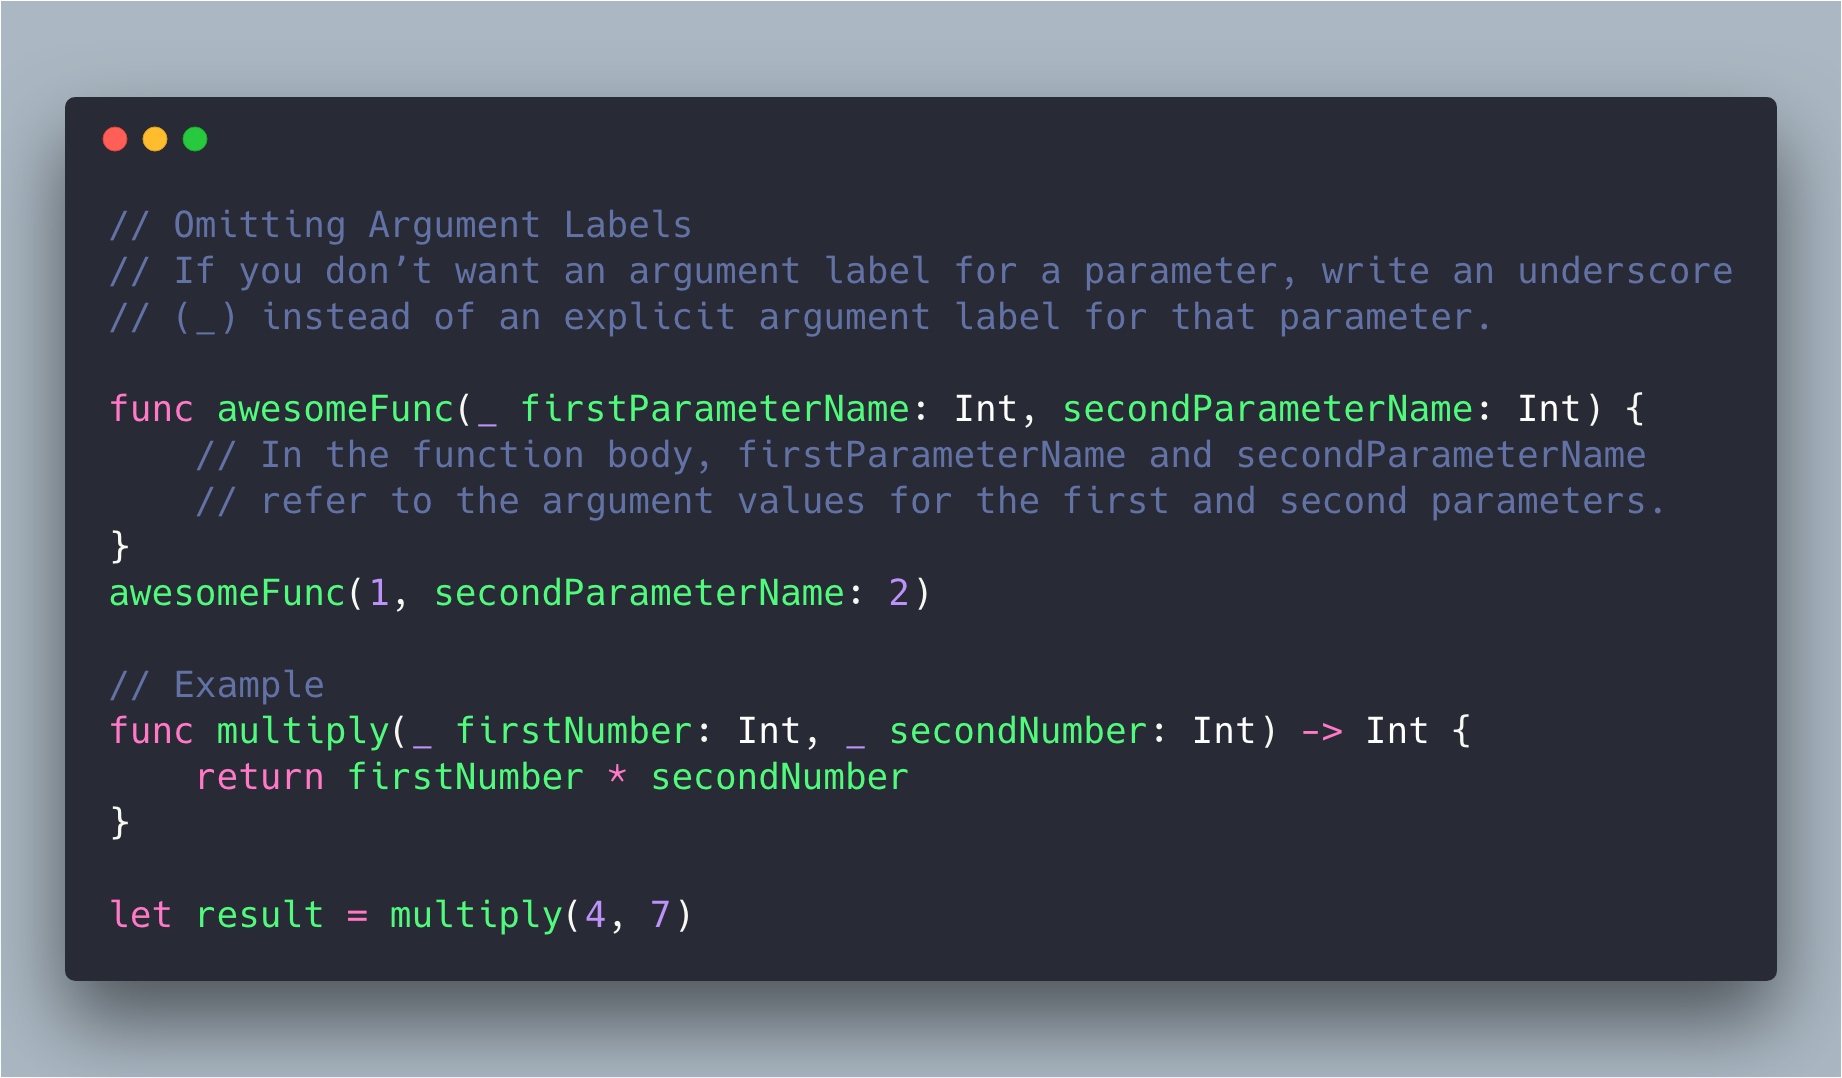 // Omitting Argument Labels
// If you don’t want an argument label for a parameter, write an underscore
// (_) instead of an explicit argument label for that parameter.
func awesomeFunc(_ firstParameterName: Int, secondParameterName: Int) {
    // In the function body, firstParameterName and secondParameterName
    // refer to the argument values for the first and second parameters.
}
awesomeFunc(1, secondParameterName: 2)
// Example
func multiply(_ firstNumber: Int, _ secondNumber: Int) -> Int {
    return firstNumber * secondNumber
}
let result = multiply(4, 7)